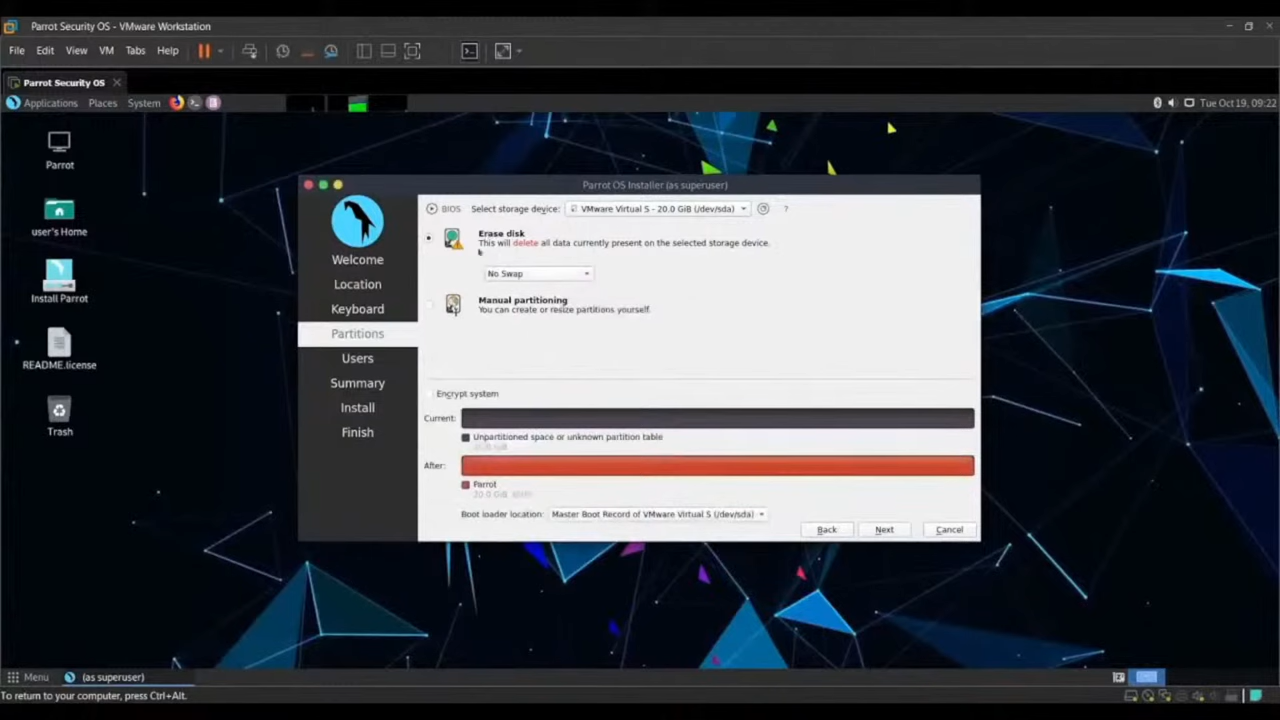 Parrot Security OS - VMware Workstation
File Edit View VM Tabs Help
Parrot Security OS
Applications Places System Tue Oct 19, 09:22
Parrot
user's Home
Install Parrot
README.license
Trash
Parrot OS Installer (as superuser)
Welcome
Location
Keyboard
Partitions
Users
Summary
Install
Finish
BIOS Select storage device: VMware Virtual S - 20.0 GiB (/dev/sda) ?
Erase disk
This will delete all data currently present on the selected storage device.
No Swap
Manual partitioning
You can create or resize partitions yourself.
Encrypt system
Current:
Unpartitioned space or unknown partition table
After:
Parrot
20.0 GiB
Boot loader location: Master Boot Record of VMware Virtual S (/dev/sda)
Back Next Cancel
Menu (as superuser)
To return to your computer, press Ctrl+Alt.